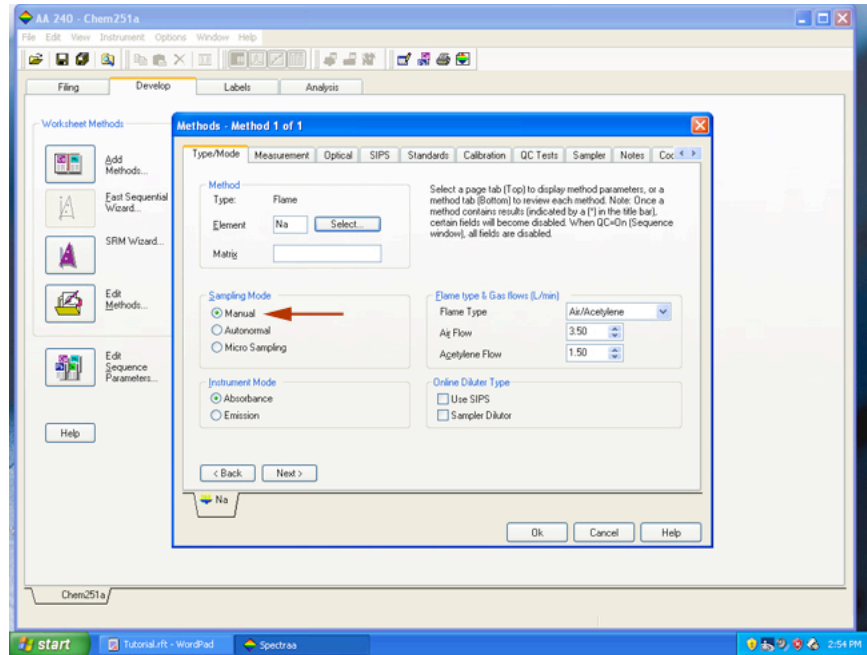 AA 240 - Chem251a
File Edit View Instrument Options Window Help
Filing Develop Labels Analysis
Worksheet Methods
Add Methods...
Fast Sequential Wizard...
SRM Wizard...
Edit Methods...
Edit Sequence Parameters...
Help
Methods - Method 1 of 1
Type/Mode Measurement Optical SIPS Standards Calibration QC Tests Sampler Notes Coo
Method
Type: Flame
Element Na Select...
Matrix
Select a page tab (Top) to display method parameters, or a
method tab (Bottom) to review each method. Note: Once a
method contains results (indicated by a (*) in the title bar),
certain fields will become disabled. When QC=On (Sequence
window), all fields are disabled.
Sampling Mode
Manual
Autonormal
Micro Sampling
Flame type & Gas flows (L/min)
Flame Type Air/Acetylene
Air Flow 3.50
Acetylene Flow 1.50
Instrument Mode
Absorbance
Emission
Online Diluter Type
Use SIPS
Sampler Dilutor
< Back Next >
Na
Ok Cancel Help
Chem251a
start Tutorial.rft - WordPad Spectraa 2:54 PM